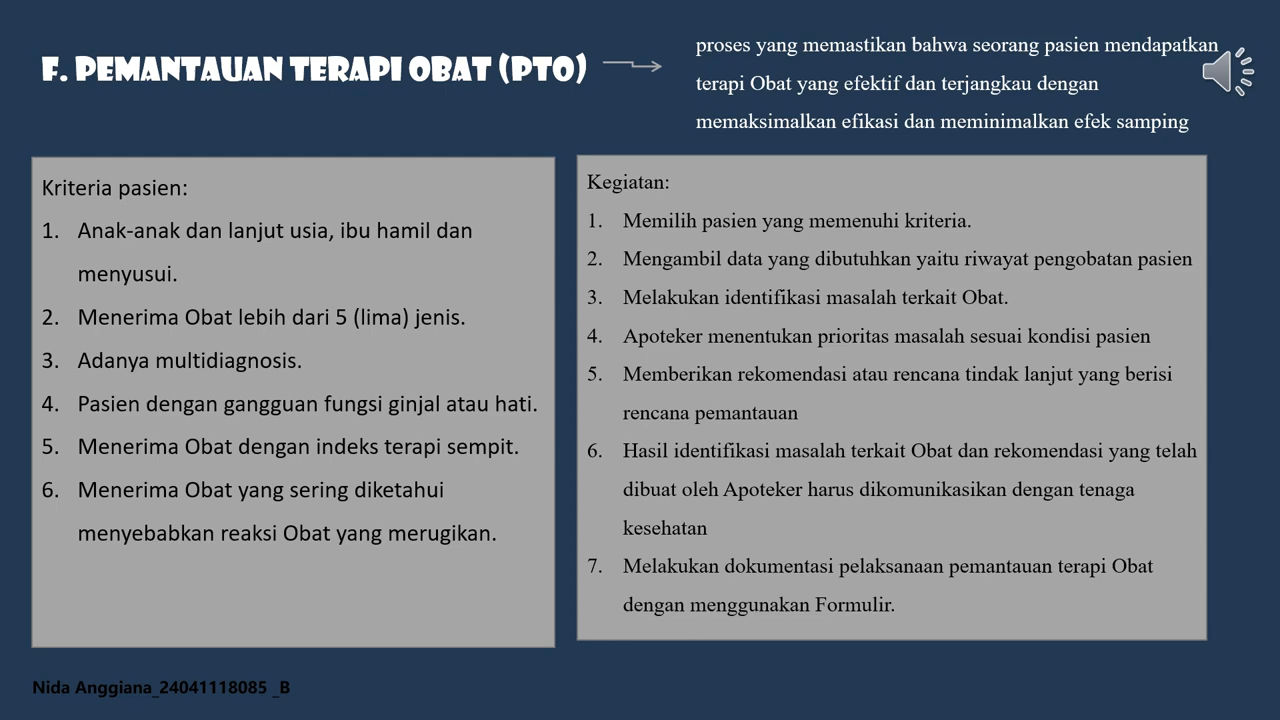 F. PEMANTAUAN TERAPI OBAT (PTO)
proses yang memastikan bahwa seorang pasien mendapatkan
terapi Obat yang efektif dan terjangkau dengan
memaksimalkan efikasi dan meminimalkan efek samping
Kriteria pasien:
1. Anak-anak dan lanjut usia, ibu hamil dan
menyusui.
2. Menerima Obat lebih dari 5 (lima) jenis.
3. Adanya multidiagnosis.
4. Pasien dengan gangguan fungsi ginjal atau hati.
5. Menerima Obat dengan indeks terapi sempit.
6. Menerima Obat yang sering diketahui
menyebabkan reaksi Obat yang merugikan.
Kegiatan:
1. Memilih pasien yang memenuhi kriteria.
2. Mengambil data yang dibutuhkan yaitu riwayat pengobatan pasien
3. Melakukan identifikasi masalah terkait Obat.
4. Apoteker menentukan prioritas masalah sesuai kondisi pasien
5. Memberikan rekomendasi atau rencana tindak lanjut yang berisi
rencana pemantauan
6. Hasil identifikasi masalah terkait Obat dan rekomendasi yang telah
dibuat oleh Apoteker harus dikomunikasikan dengan tenaga
kesehatan
7. Melakukan dokumentasi pelaksanaan pemantauan terapi Obat
dengan menggunakan Formulir.
Nida Anggiana_24041118085 _B